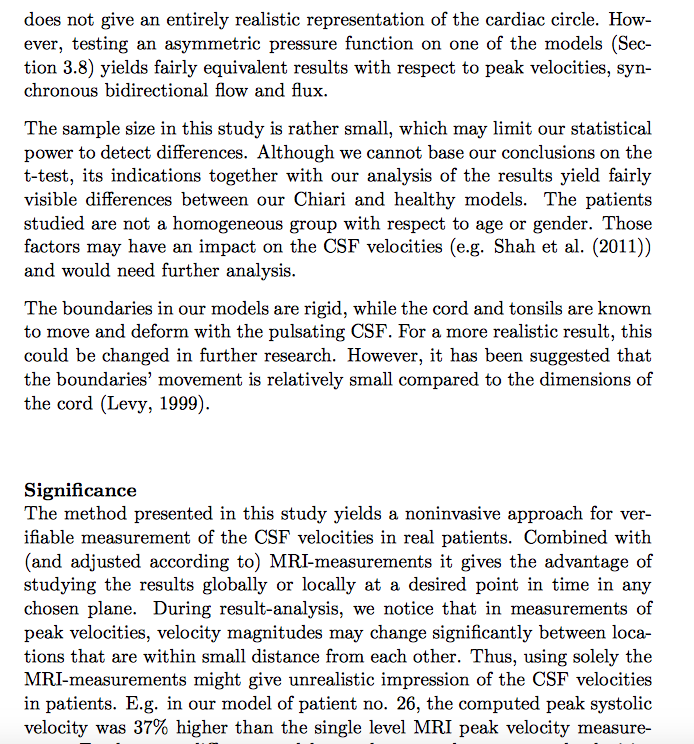 does not give an entirely realistic representation of the cardiac circle. How-
ever, testing an asymmetric pressure function on one of the models (Sec-
tion 3.8) yields fairly equivalent results with respect to peak velocities, syn-
chronous bidirectional flow and flux.
The sample size in this study is rather small, which may limit our statistical
power to detect differences. Although we cannot base our conclusions on the
t-test, its indications together with our analysis of the results yield fairly
visible differences between our Chiari and healthy models. The patients
studied are not a homogeneous group with respect to age or gender. Those
factors may have an impact on the CSF velocities (e.g. Shah et al. (2011))
and would need further analysis.
The boundaries in our models are rigid, while the cord and tonsils are known
to move and deform with the pulsating CSF. For a more realistic result, this
could be changed in further research. However, it has been suggested that
the boundaries' movement is relatively small compared to the dimensions of
the cord (Levy, 1999).
Significance
The method presented in this study yields a noninvasive approach for ver-
ifiable measurement of the CSF velocities in real patients. Combined with
(and adjusted according to) MRI-measurements it gives the advantage of
studying the results globally or locally at a desired point in time in any
chosen plane. During result-analysis, we notice that in measurements of
peak velocities, velocity magnitudes may change significantly between loca-
tions that are within small distance from each other. Thus, using solely the
MRI-measurements might give unrealistic impression of the CSF velocities
in patients. E.g. in our model of patient no. 26, the computed peak systolic
velocity was 37% higher than the single level MRI peak velocity measure-